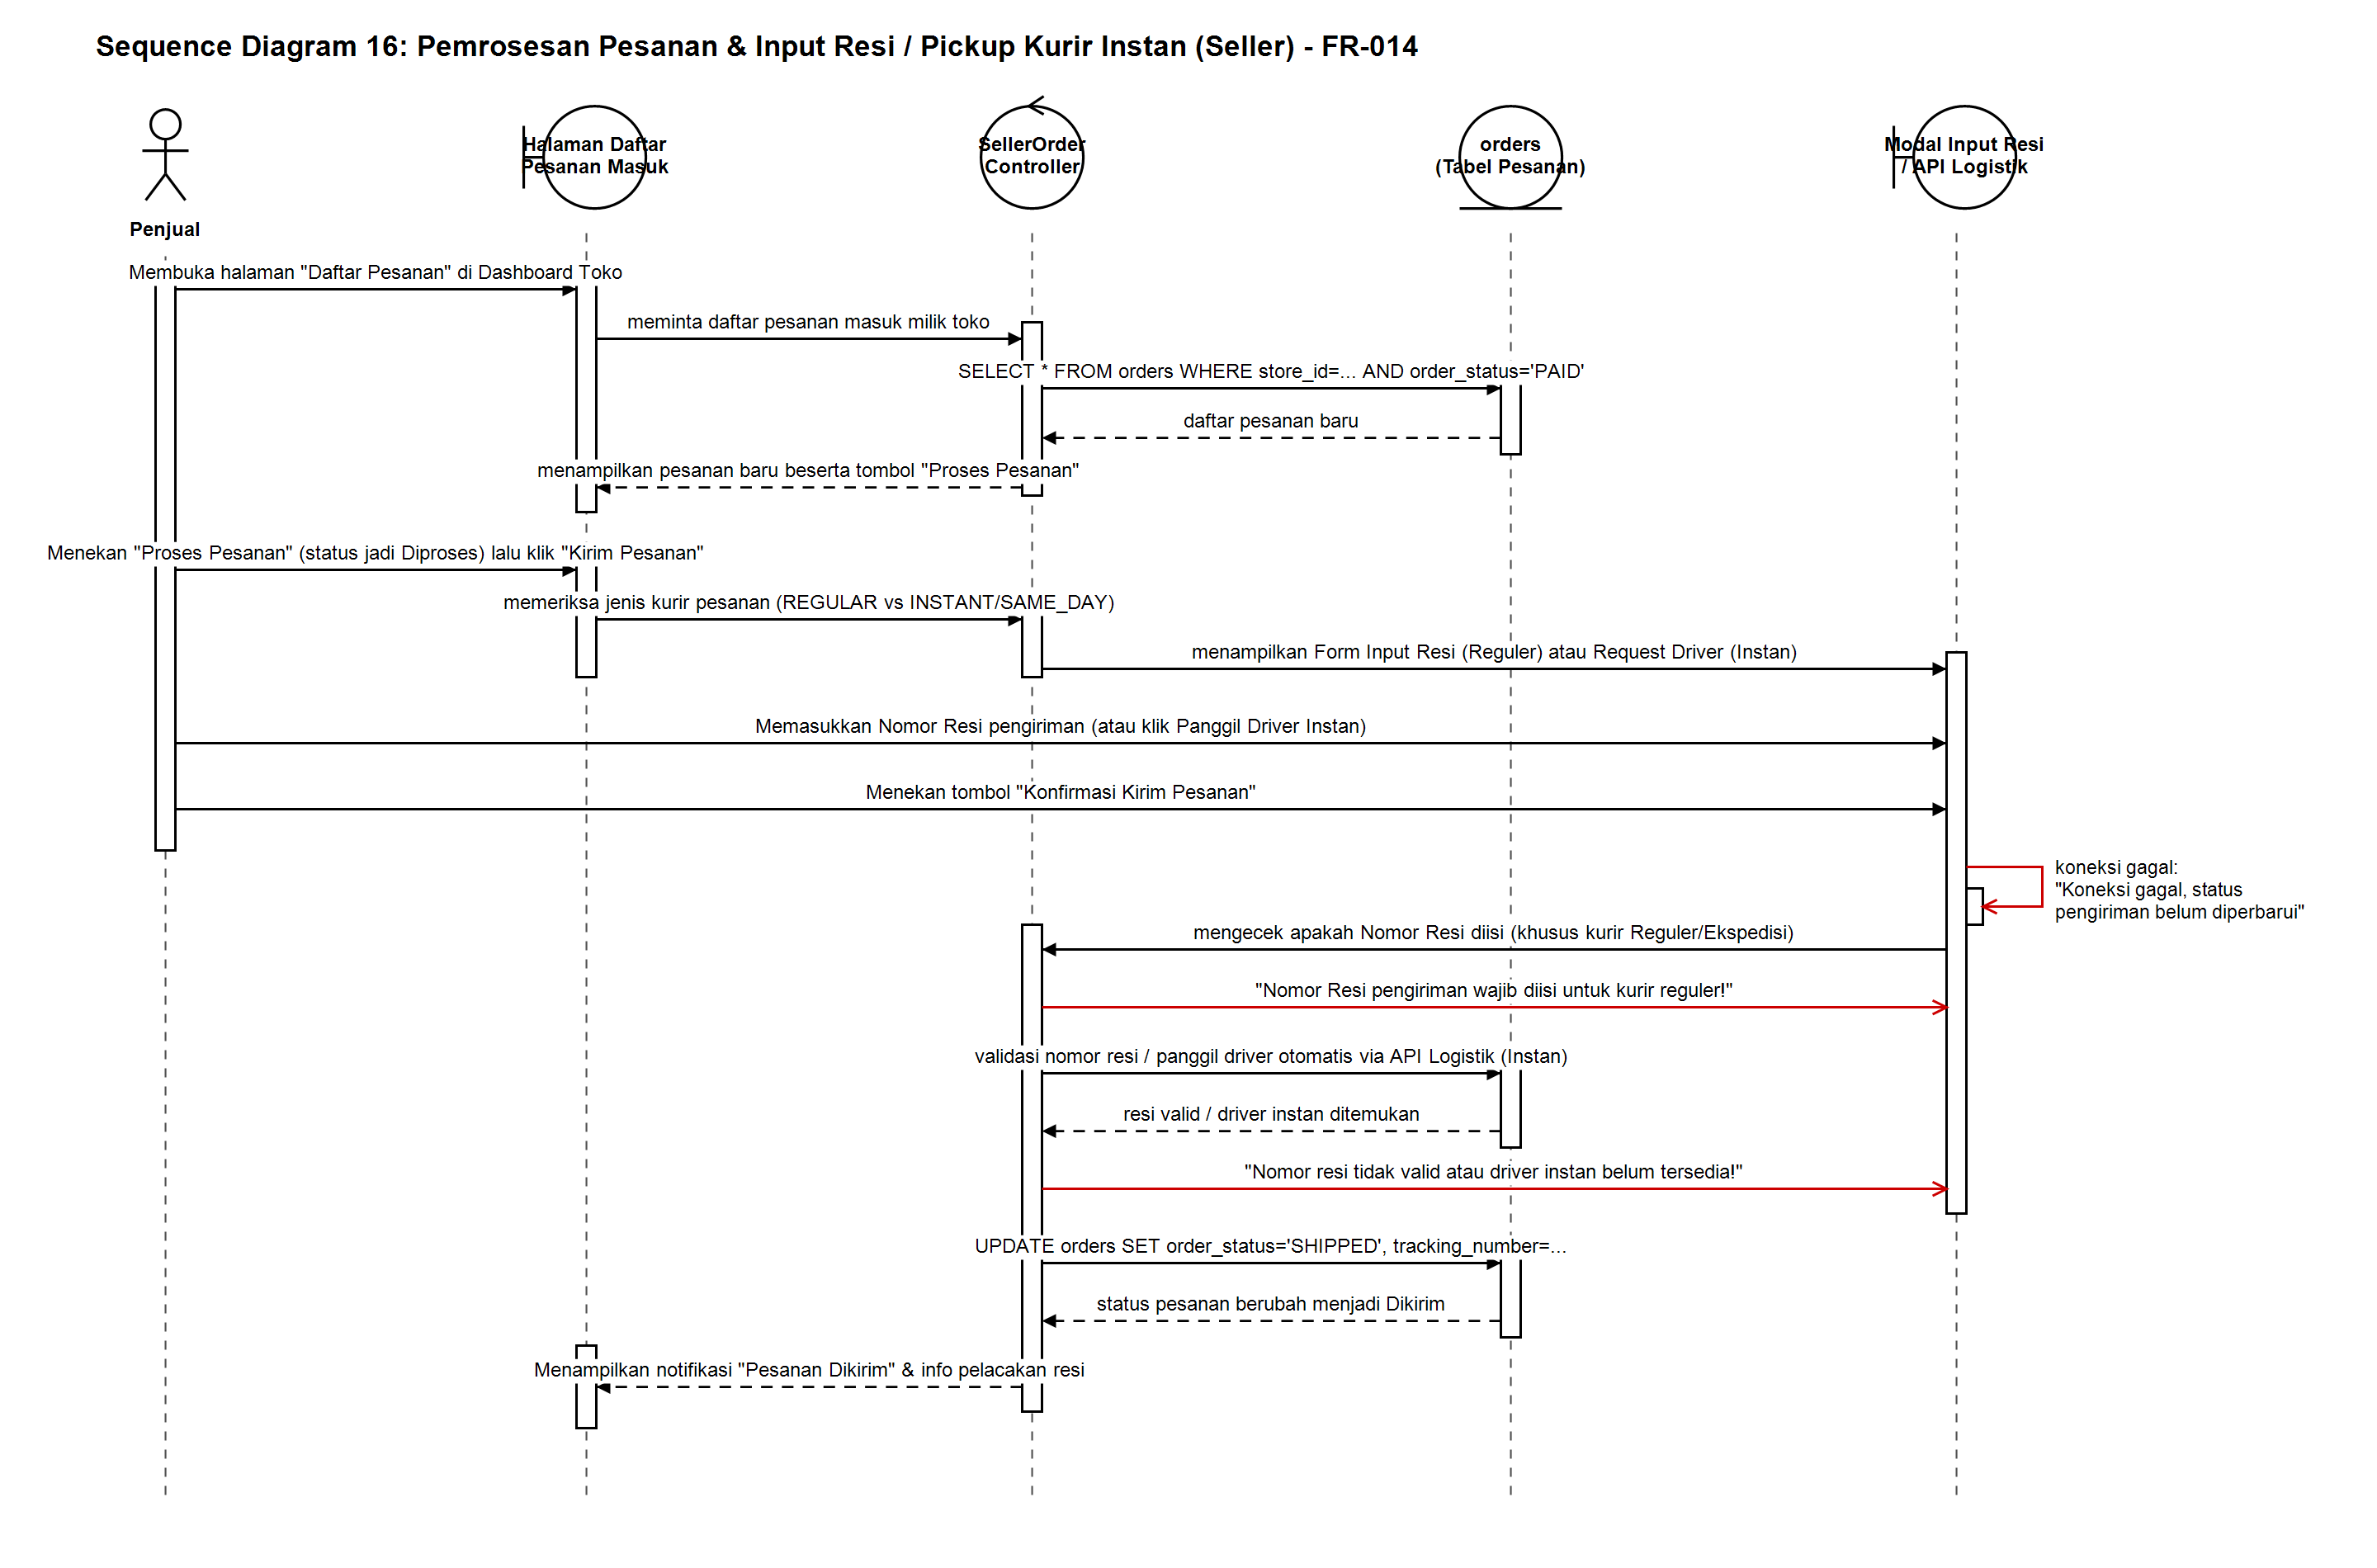 Sequence Diagram 16: Pemrosesan Pesanan & Input Resi / Pickup Kurir Instan (Seller) - FR-014
Penjual
Halaman Daftar
Pesanan Masuk
SellerOrder
Controller
orders
(Tabel Pesanan)
Modal Input Resi
/ API Logistik
Membuka halaman "Daftar Pesanan" di Dashboard Toko
meminta daftar pesanan masuk milik toko
SELECT * FROM orders WHERE store_id=... AND order_status='PAID'
daftar pesanan baru
menampilkan pesanan baru beserta tombol "Proses Pesanan"
Menekan "Proses Pesanan" (status jadi Diproses) lalu klik "Kirim Pesanan"
memeriksa jenis kurir pesanan (REGULAR vs INSTANT/SAME_DAY)
menampilkan Form Input Resi (Reguler) atau Request Driver (Instan)
Memasukkan Nomor Resi pengiriman (atau klik Panggil Driver Instan)
Menekan tombol "Konfirmasi Kirim Pesanan"
koneksi gagal:
"Koneksi gagal, status
pengiriman belum diperbarui"
mengecek apakah Nomor Resi diisi (khusus kurir Reguler/Ekspedisi)
"Nomor Resi pengiriman wajib diisi untuk kurir reguler!"
validasi nomor resi / panggil driver otomatis via API Logistik (Instan)
resi valid / driver instan ditemukan
"Nomor resi tidak valid atau driver instan belum tersedia!"
UPDATE orders SET order_status='SHIPPED', tracking_number=...
status pesanan berubah menjadi Dikirim
Menampilkan notifikasi "Pesanan Dikirim" & info pelacakan resi